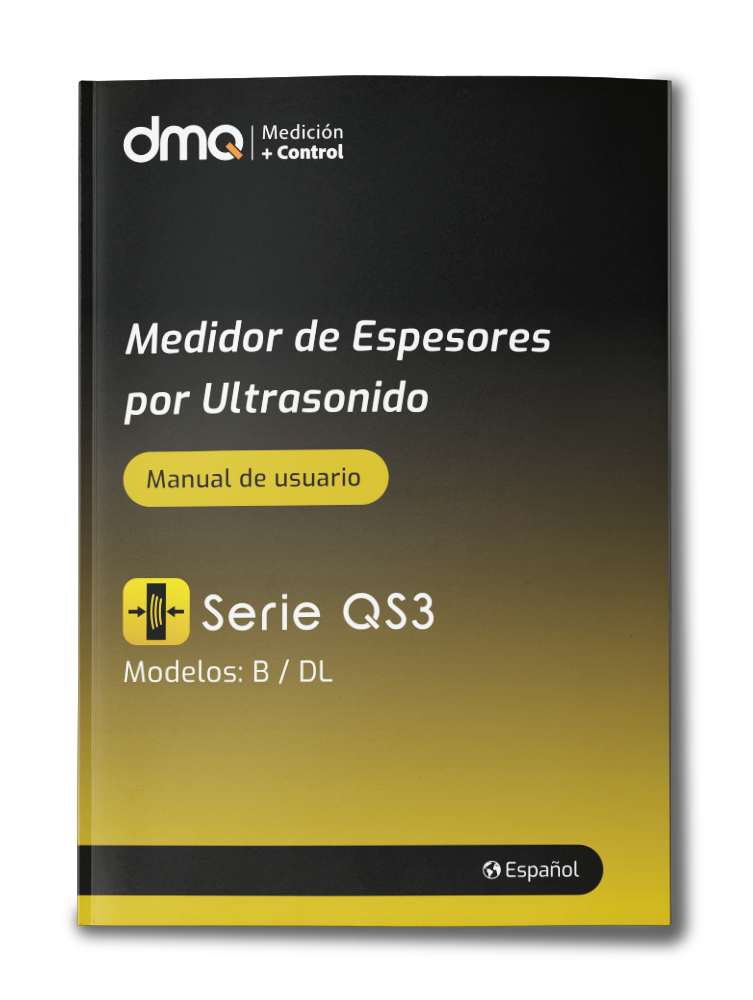 dmq
Medición
+ Control
Medidor de Espesores
por Ultrasonido
Manual de usuario
Serie QS3
Modelos: B / DL
Español